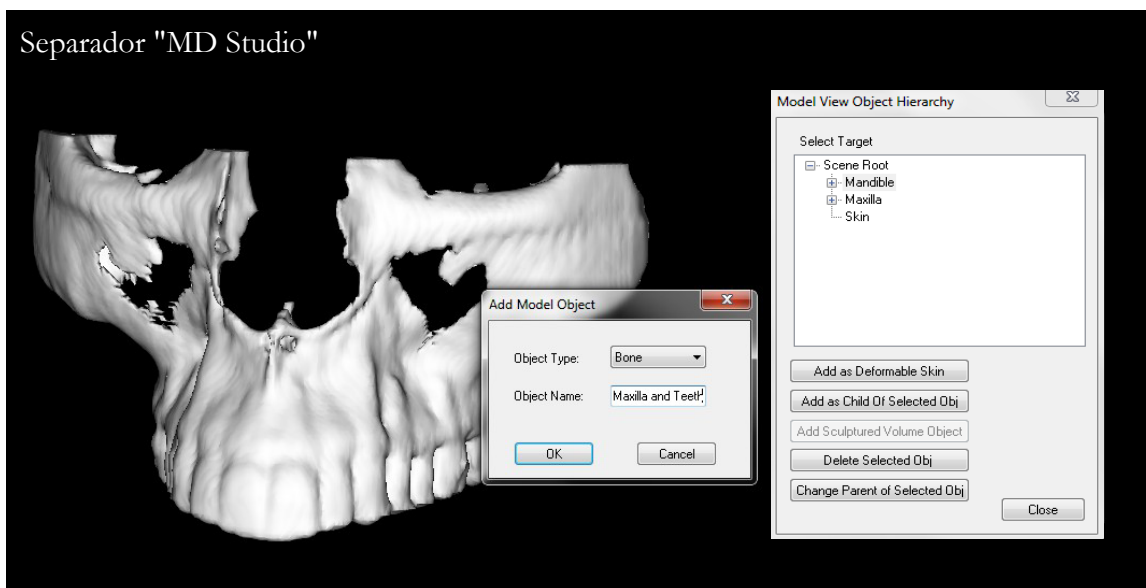 Separador "MD Studio"
Model View Object Hierarchy
Select Target
Scene Root
Mandible
Maxilla
Skin
Add Model Object
Object Type: Bone
Object Name: Maxilla and Teeth
OK Cancel
Add as Deformable Skin
Add as Child Of Selected Obj
Add Sculptured Volume Object
Delete Selected Obj
Change Parent of Selected Obj
Close